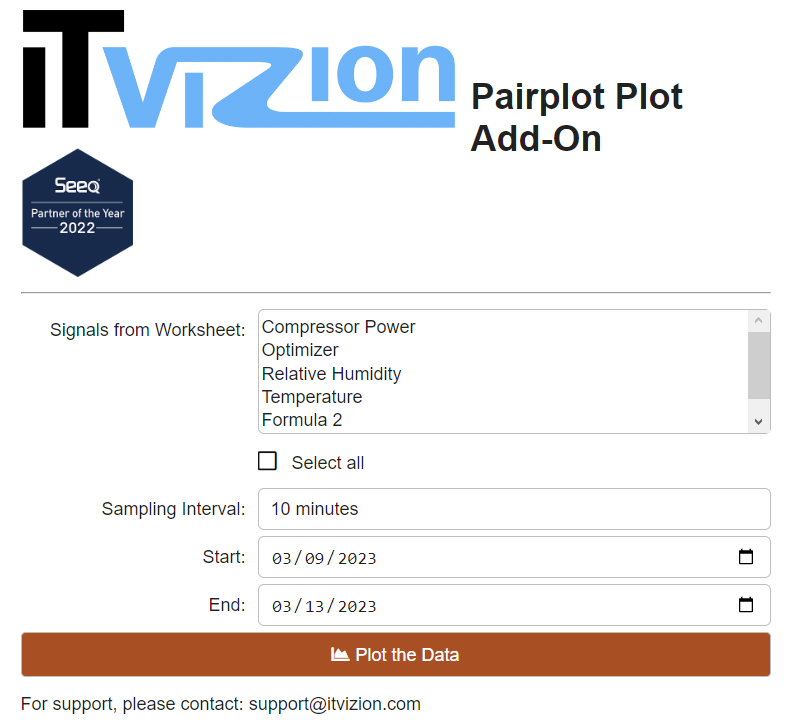 iTvizion
Pairplot Plot
Add-On
Seeq
Partner of the Year
2022
Signals from Worksheet:
Compressor Power
Optimizer
Relative Humidity
Temperature
Formula 2
Select all
Sampling Interval: 10 minutes
Start: 03/09/2023
End: 03/13/2023
Plot the Data
For support, please contact: support@itvizion.com